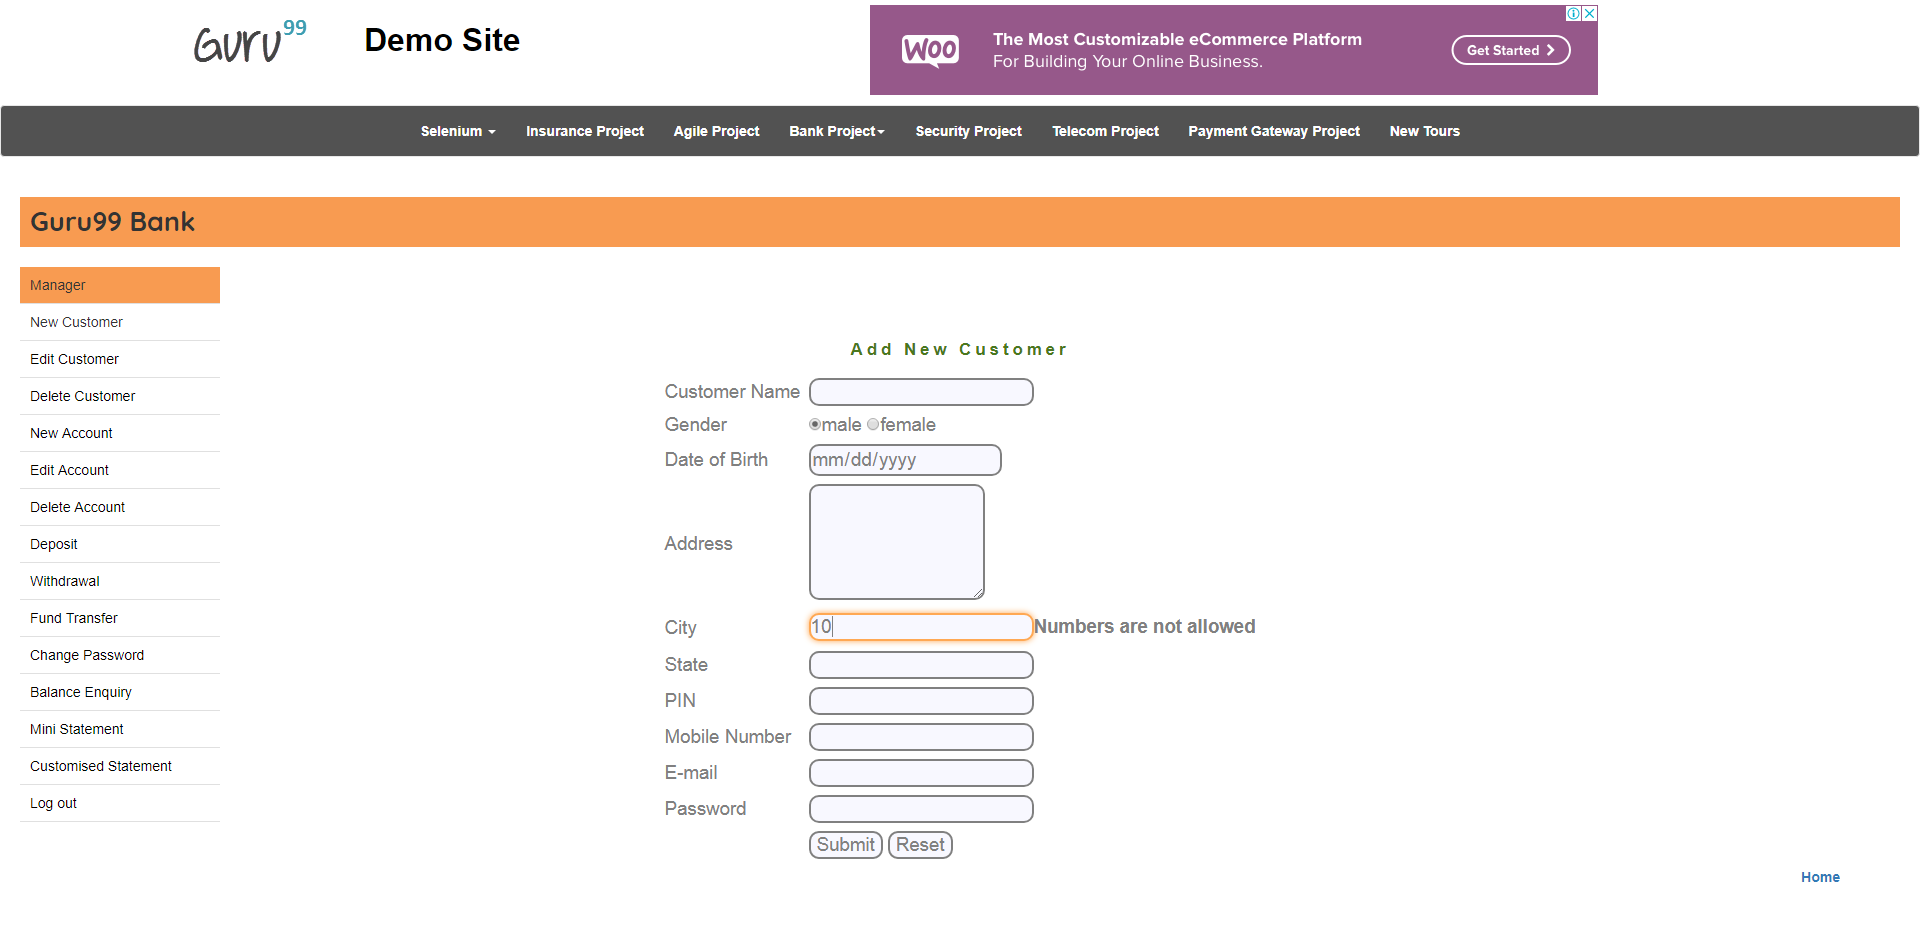 Guru99
Demo Site
WOO
The Most Customizable eCommerce Platform
For Building Your Online Business.
Get Started
Selenium Insurance Project Agile Project Bank Project Security Project Telecom Project Payment Gateway Project New Tours
Guru99 Bank
Manager
New Customer
Edit Customer
Delete Customer
New Account
Edit Account
Delete Account
Deposit
Withdrawal
Fund Transfer
Change Password
Balance Enquiry
Mini Statement
Customised Statement
Log out
Add New Customer
Customer Name
Gender male female
Date of Birth mm/dd/yyyy
Address
City 10 Numbers are not allowed
State
PIN
Mobile Number
E-mail
Password
Submit Reset
Home